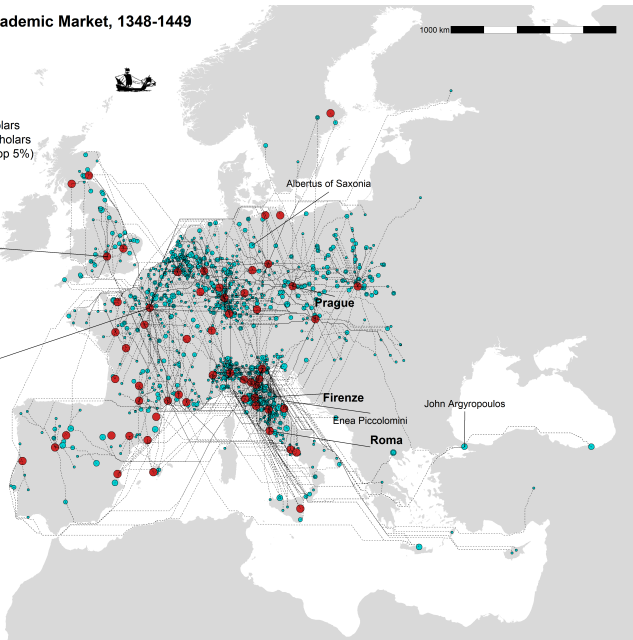 ademic Market, 1348-1449
1000 km
lars
holars
op 5%)
Albertus of Saxonia
Prague
Firenze
John Argyropoulos
Enea Piccolomini
Roma